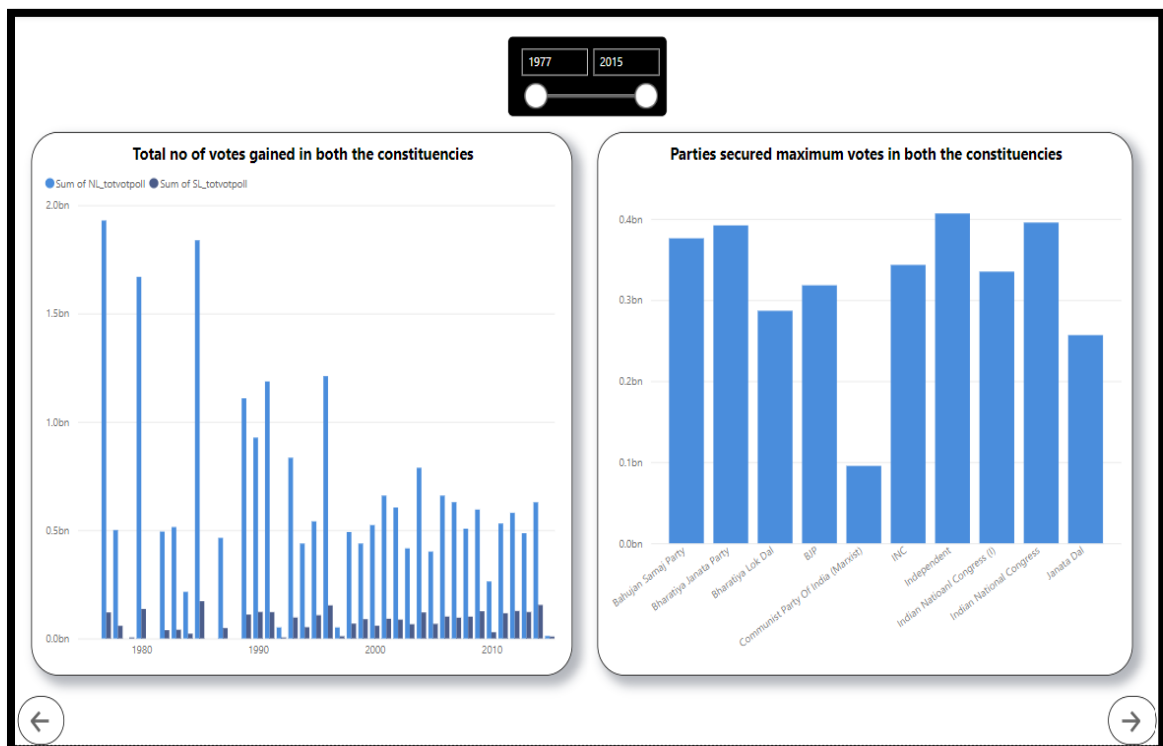 1977 2015
Total no of votes gained in both the constituencies
Sum of NL_totvotpoll Sum of SL_totvotpoll
2.0bn
1.5bn
1.0bn
0.5bn
0.0bn
1980 1990 2000 2010
Parties secured maximum votes in both the constituencies
0.4bn
0.3bn
0.2bn
0.1bn
0.0bn
Bahujan Samaj Party
Bharatiya Janata Party
Bharatiya Lok Dal
BJP
Communist Party Of India (Marxist)
INC
Independent
Indian Natioanl Congress (I)
Indian National Congress
Janata Dal